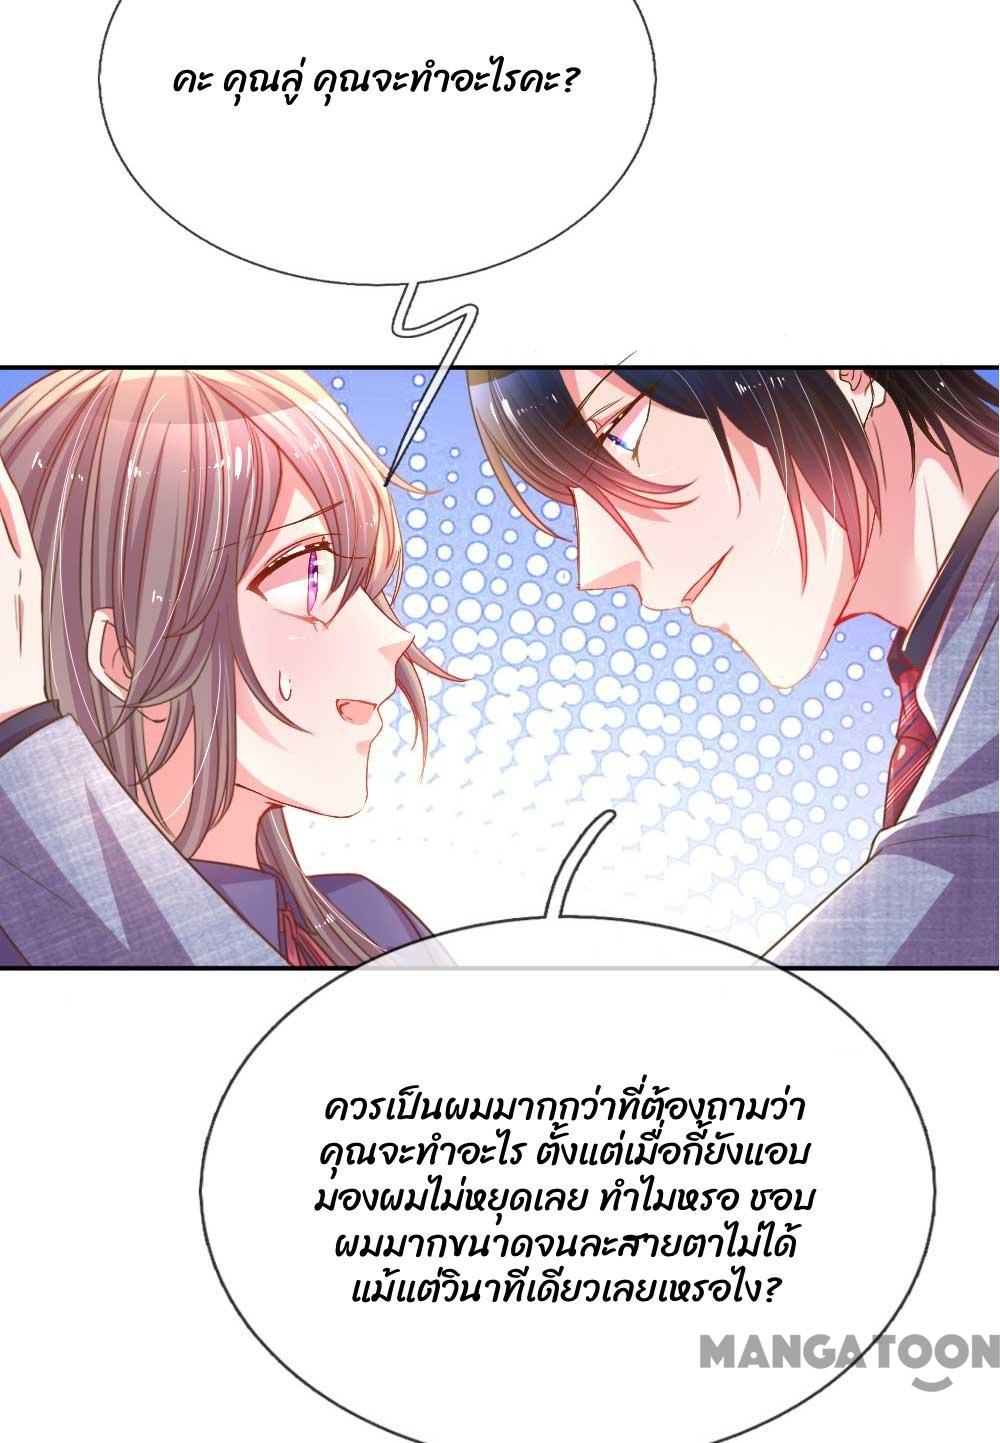 คะ คุณลู่ คุณจะทำอะไรคะ?
ควรเป็นผมมากกว่าที่ต้องถามว่า
คุณจะทำอะไร ตั้งแต่เมื่อกี้ยังแอบ
มองผมไม่หยุดเลย ทำไมหรอ ชอบ
ผมมากขนาดจนละสายตาไม่ได้
แม้แต่วินาทีเดียวเลยเหรอไง?
MANGATOON